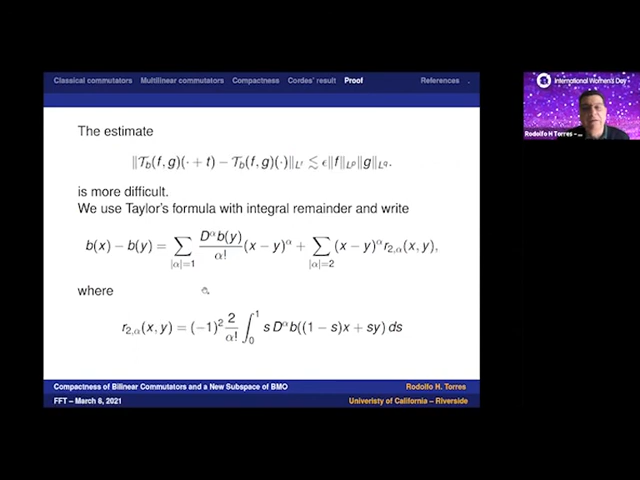 Classical commutators Multilinear commutators Compactness Cordes' result Proof References
The estimate
‖𝒯_b(f, g)(· + t) − 𝒯_b(f, g)(·)‖_{L^r} ≲ ϵ‖f‖_{L^p}‖g‖_{L^q}.
is more difficult.
We use Taylor's formula with integral remainder and write
b(x) − b(y) = ∑_{|α|=1} \frac{D^α b(y)}{α!} (x − y)^α + ∑_{|α|=2} (x − y)^α r_{2,α}(x, y),
where
r_{2,α}(x, y) = (−1)^2 \frac{2}{α!} ∫_0^1 s D^α b((1 − s)x + sy) ds
Compactness of Bilinear Commutators and a New Subspace of BMO Rodolfo H. Torres
FFT – March 8, 2021 Univeristy of California – Riverside
International Women's Day
Rodolfo H Torres –